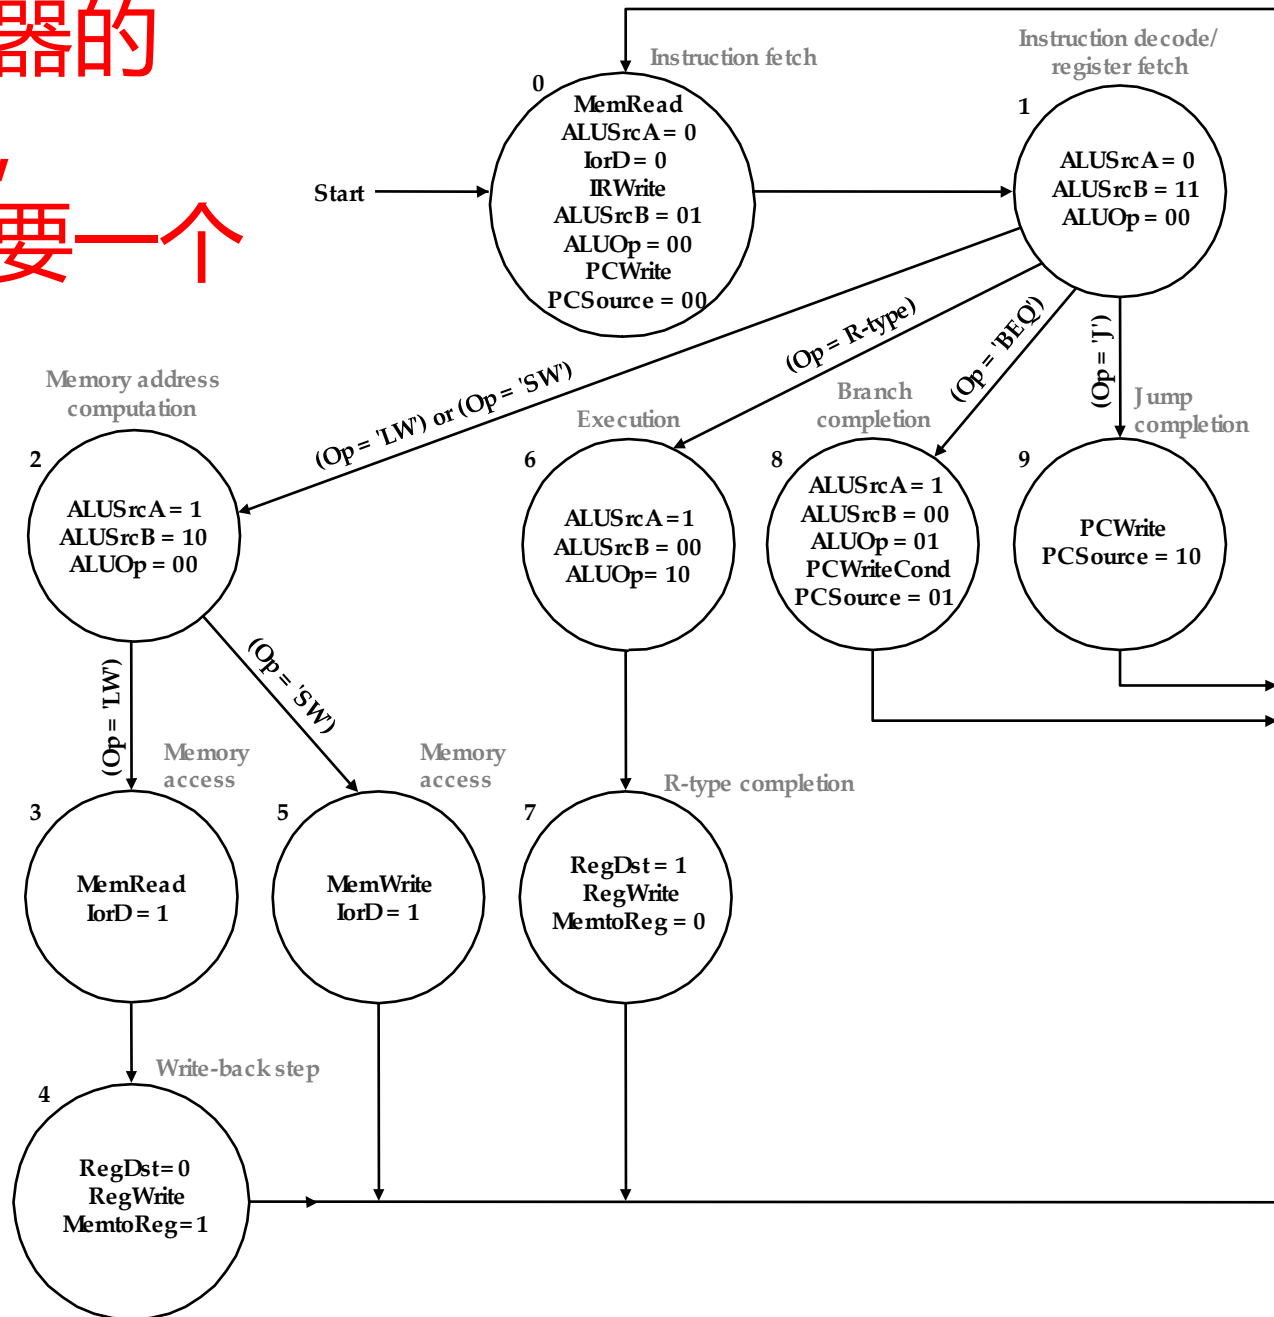 器的
要一个
Instruction fetch
Instruction decode/
register fetch
0
MemRead
ALUSrcA = 0
IorD = 0
IRWrite
ALUSrcB = 01
ALUOp = 00
PCWrite
PCSource = 00
1
ALUSrcA = 0
ALUSrcB = 11
ALUOp = 00
Start
(Op = 'LW') or (Op = 'SW')
(Op = R-type)
(Op = 'BEQ')
(Op = 'J')
Memory address
computation
2
ALUSrcA = 1
ALUSrcB = 10
ALUOp = 00
Execution
6
ALUSrcA =1
ALUSrcB = 00
ALUOp= 10
Branch
completion
8
ALUSrcA = 1
ALUSrcB = 00
ALUOp = 01
PCWriteCond
PCSource = 01
Jump
completion
9
PCWrite
PCSource = 10
(Op = 'LW')
(Op = 'SW')
Memory
access
3
MemRead
IorD = 1
Memory
access
5
MemWrite
IorD = 1
R-type completion
7
RegDst = 1
RegWrite
MemtoReg = 0
Write-back step
4
RegDst= 0
RegWrite
MemtoReg= 1